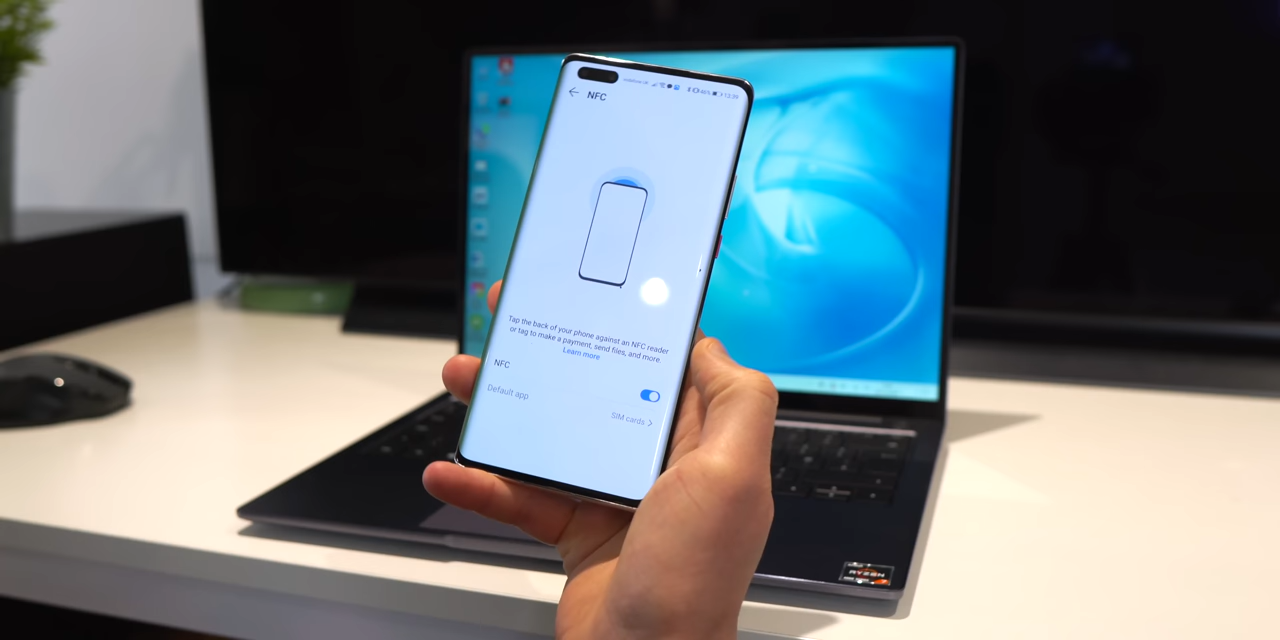 NFC
Tap the back of your phone against an NFC reader
or tag to make a payment, send files, and more.
Learn more
NFC
Default app
SIM cards
RYZEN